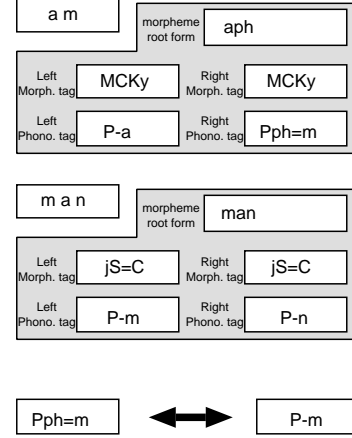 a m
morpheme root form aph
Left Morph. tag MCKy Right Morph. tag MCKy
Left Phono. tag P-a Right Phono. tag Pph=m
m a n
morpheme root form man
Left Morph. tag jS=C Right Morph. tag jS=C
Left Phono. tag P-m Right Phono. tag P-n
Pph=m P-m